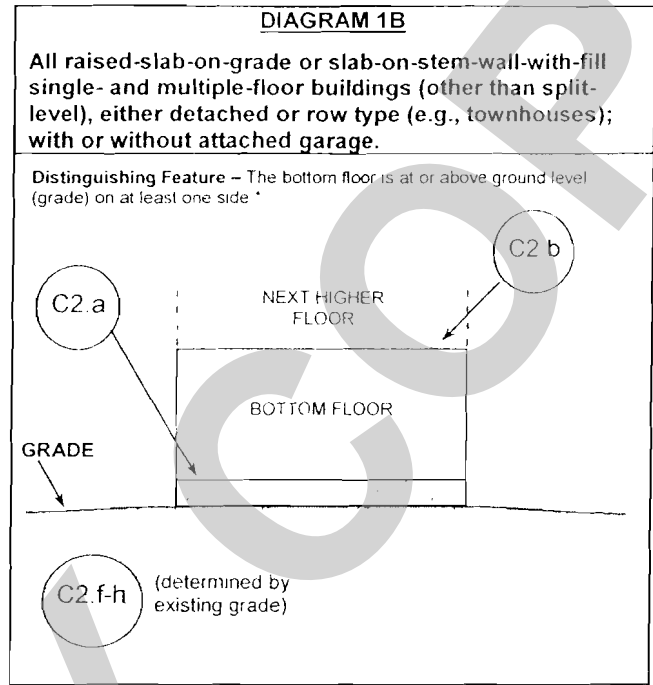 DIAGRAM 1B
All raised-slab-on-grade or slab-on-stem-wall-with-fill
single- and multiple-floor buildings (other than split-
level), either detached or row type (e.g., townhouses);
with or without attached garage.
Distinguishing Feature – The bottom floor is at or above ground level
(grade) on at least one side *
C2.a
C2 b
NEXT HIGHER
FLOOR
BOTTOM FLOOR
GRADE
C2.f-h
(determined by
existing grade)
COP